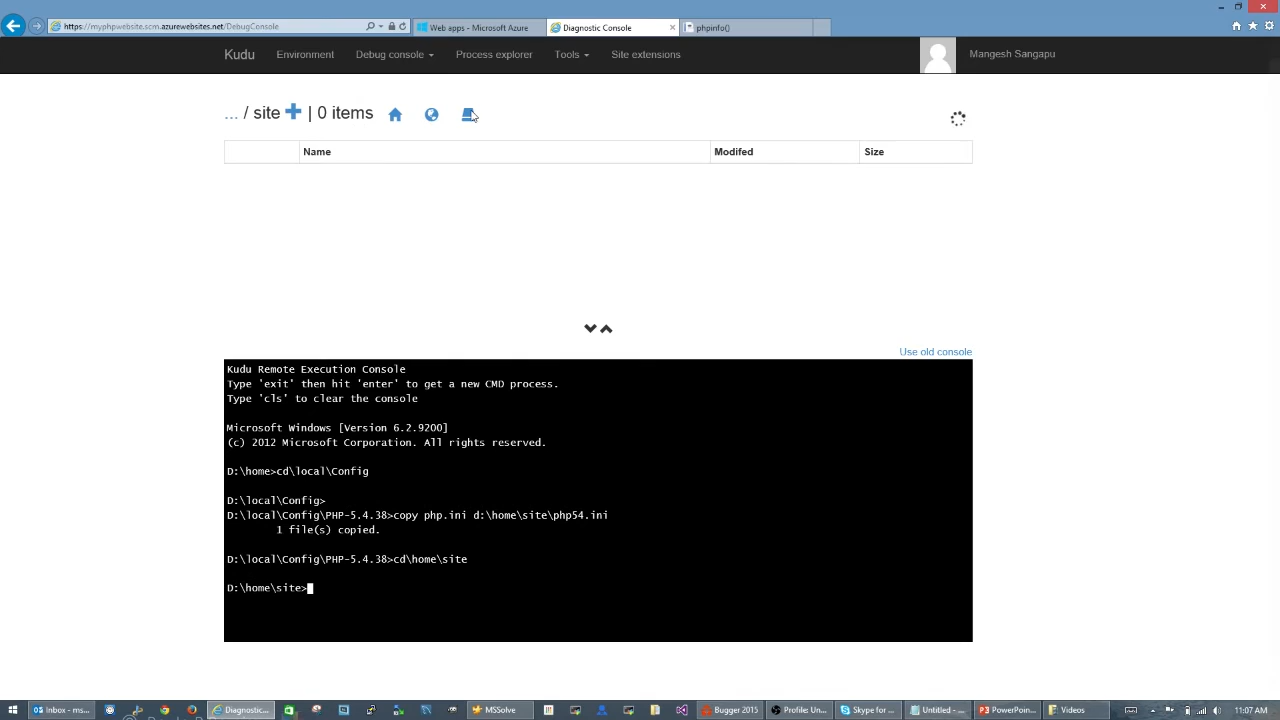 https://myphpwebsite.scm.azurewebsites.net/DebugConsole
Web apps - Microsoft Azure
Diagnostic Console
phpinfo()
Kudu
Environment
Debug console
Process explorer
Tools
Site extensions
Mangesh Sangapu
... / site | 0 items
Name Modifed Size
Use old console
Kudu Remote Execution Console
Type 'exit' then hit 'enter' to get a new CMD process.
Type 'cls' to clear the console
Microsoft Windows [Version 6.2.9200]
(c) 2012 Microsoft Corporation. All rights reserved.
D:\home>cd\local\Config
D:\local\Config>
D:\local\Config\PHP-5.4.38>copy php.ini d:\home\site\php54.ini
1 file(s) copied.
D:\local\Config\PHP-5.4.38>cd\home\site
D:\home\site>
Inbox - ms...
Diagnostic...
MSSolve
Bugger 2015
Profile: Un...
Skype for ...
Untitled - ...
PowerPoin...
Videos
11:07 AM